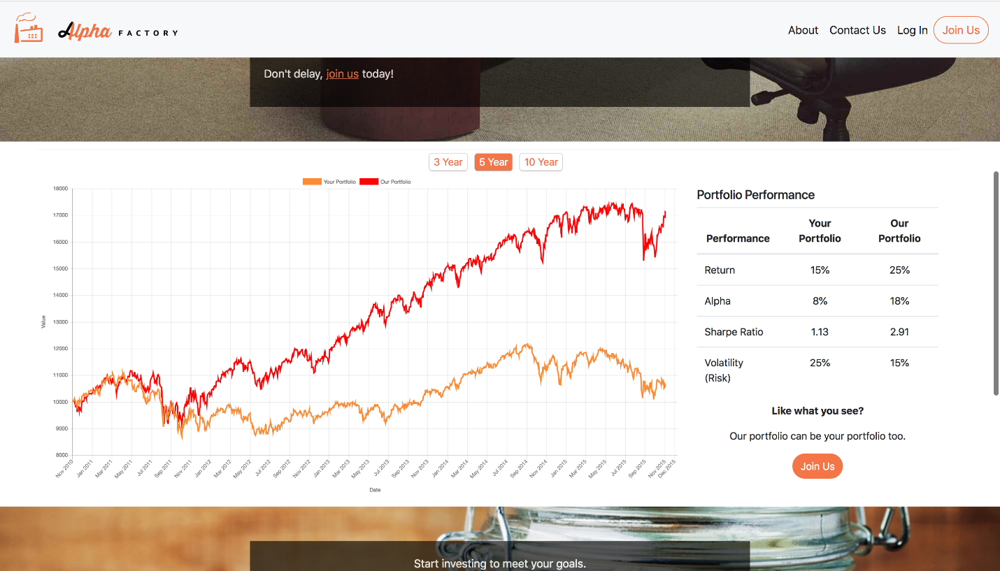 Alpha FACTORY
About Contact Us Log In Join Us
Don't delay, join us today!
3 Year 5 Year 10 Year
Your Portfolio Our Portfolio
18000
17000
16000
15000
14000
13000
12000
11000
10000
9000
8000
Value
Nov 2010 Jan 2011 Mar 2011 May 2011 Jul 2011 Sep 2011 Nov 2011 Jan 2012 Mar 2012 May 2012 Jul 2012 Sep 2012 Nov 2012 Jan 2013 Mar 2013 May 2013 Jul 2013 Sep 2013 Nov 2013 Jan 2014 Mar 2014 May 2014 Jul 2014 Sep 2014 Nov 2014 Jan 2015 Mar 2015 May 2015 Jul 2015 Sep 2015 Nov 2015 Dec 2015
Date
Portfolio Performance
Your Our
Performance Portfolio Portfolio
Return 15% 25%
Alpha 8% 18%
Sharpe Ratio 1.13 2.91
Volatility 25% 15%
(Risk)
Like what you see?
Our portfolio can be your portfolio too.
Join Us
Start investing to meet your goals.